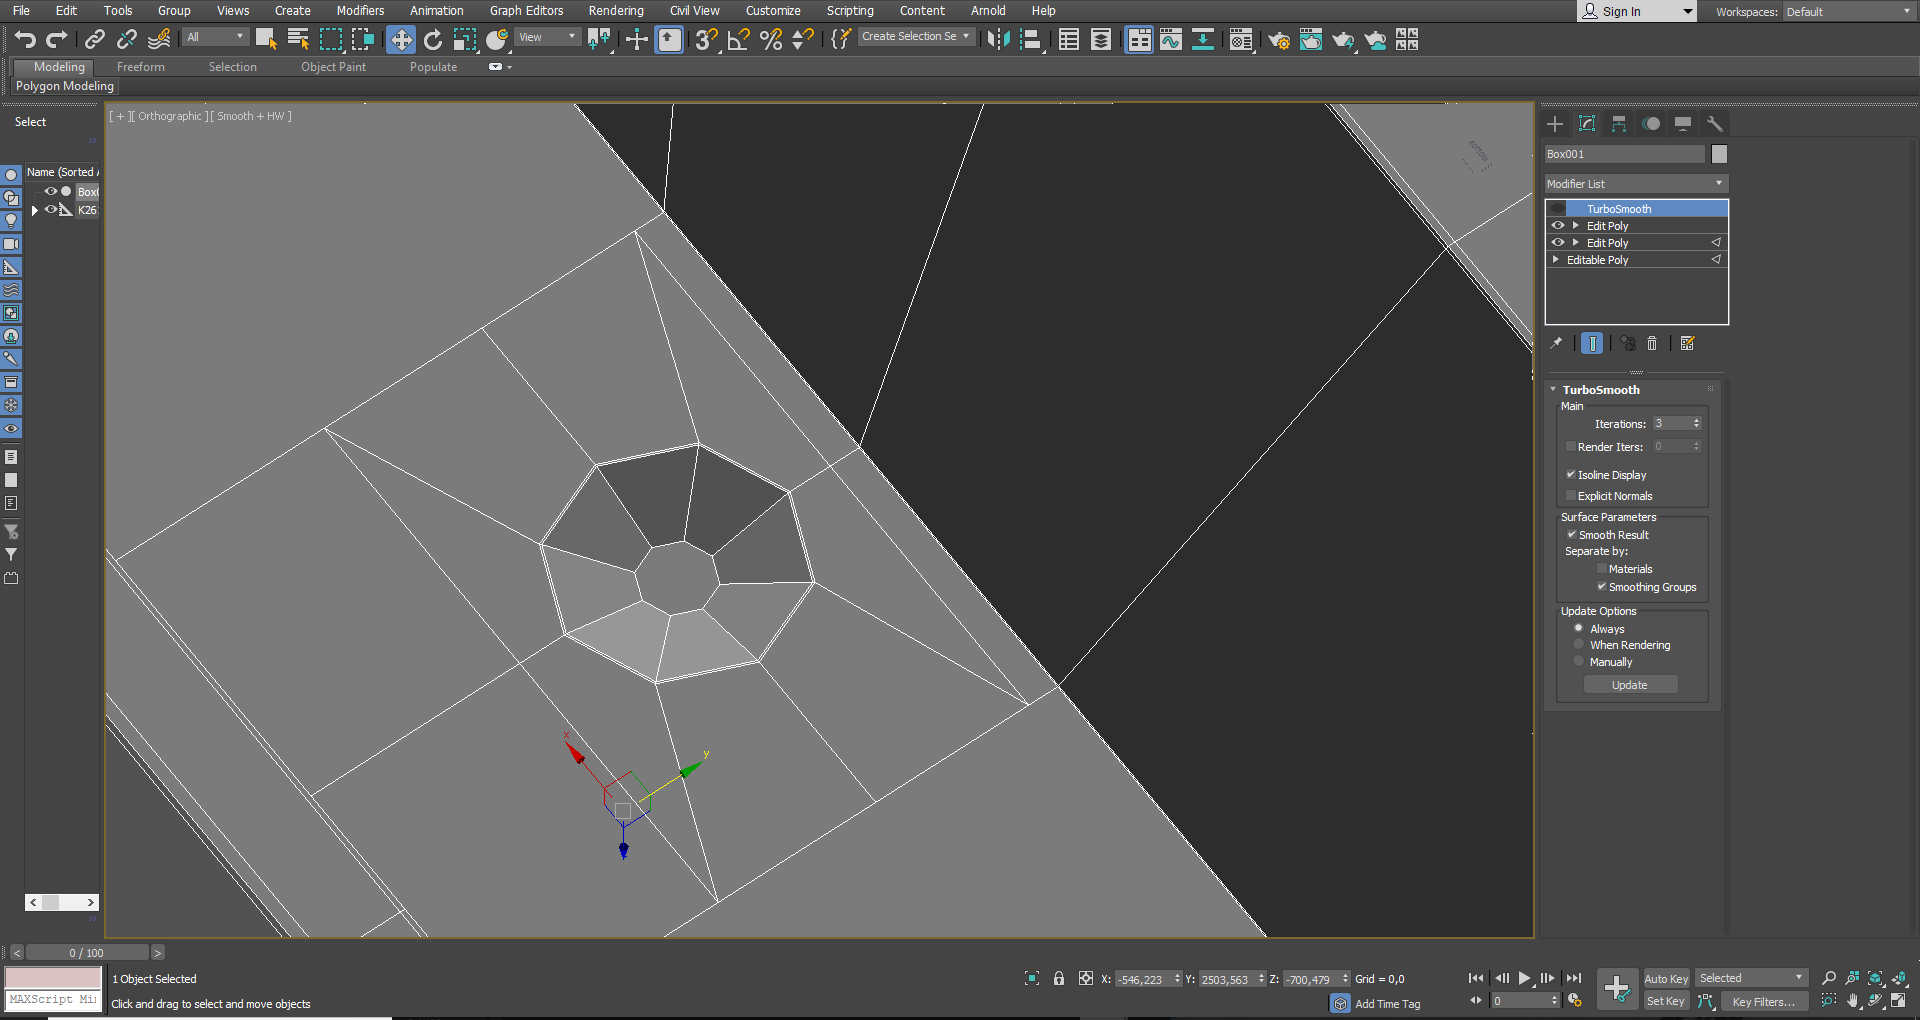 File Edit Tools Group Views Create Modifiers Animation Graph Editors Rendering Civil View Customize Scripting Content Arnold Help Sign In Workspaces: Default
All View Create Selection Se
Modeling Freeform Selection Object Paint Populate
Polygon Modeling
Select
[ + ][ Orthographic ][ Smooth + HW ]
Name (Sorted A
Box0
K26
x
y
Box001
Modifier List
TurboSmooth
Edit Poly
Edit Poly
Editable Poly
TurboSmooth
Main
Iterations: 3
Render Iters: 0
Isoline Display
Explicit Normals
Surface Parameters
Smooth Result
Separate by:
Materials
Smoothing Groups
Update Options
Always
When Rendering
Manually
Update
< 0 / 100 >
MAXScript Mi
1 Object Selected
Click and drag to select and move objects
X: -546,223 Y: 2503,563 Z: -700,479 Grid = 0,0
Add Time Tag
0
Auto Key Selected
Set Key Key Filters...